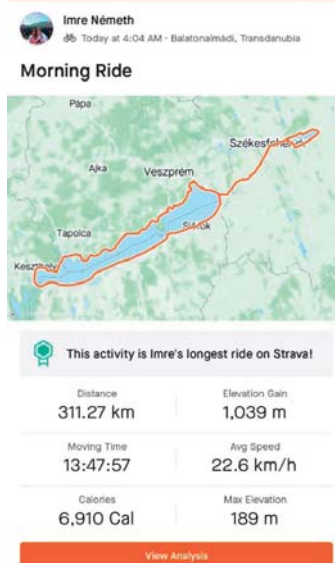 Imre Németh
Today at 4:04 AM · Balatonalmádi, Transdanubia
Morning Ride
Pápa
Székesfehérvár
Ajka
Veszprém
Tapolca
Siófok
Keszthely
This activity is Imre's longest ride on Strava!
Distance
Elevation Gain
311.27 km
1,039 m
Moving Time
Avg Speed
13:47:57
22.6 km/h
Calories
Max Elevation
6,910 Cal
189 m
View Analysis